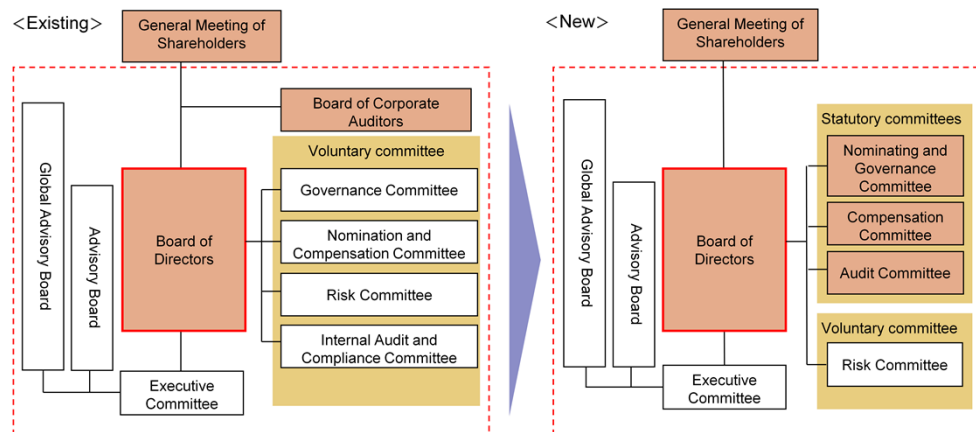 <Existing>
General Meeting of
Shareholders
Board of Corporate
Auditors
Global Advisory Board
Advisory Board
Board of
Directors
Voluntary committee
Governance Committee
Nomination and
Compensation Committee
Risk Committee
Internal Audit and
Compliance Committee
Executive
Committee
<New>
General Meeting of
Shareholders
Global Advisory Board
Advisory Board
Board of
Directors
Statutory committees
Nominating and
Governance
Committee
Compensation
Committee
Audit Committee
Voluntary committee
Risk Committee
Executive
Committee